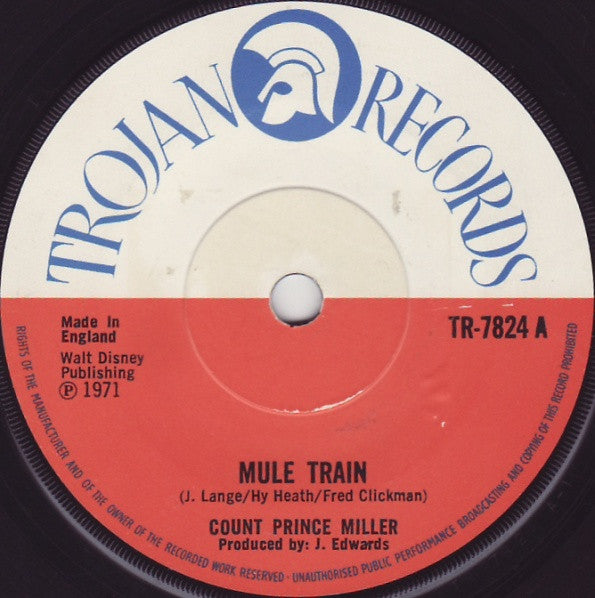 TROJAN RECORDS
Made In
England
Walt Disney
Publishing
Ⓟ 1971
TR-7824 A
MULE TRAIN
(J. Lange/Hy Heath/Fred Clickman)
COUNT PRINCE MILLER
Produced by: J. Edwards
RIGHTS OF THE MANUFACTURER AND OF THE OWNER OF THE RECORDED WORK RESERVED · UNAUTHORISED PUBLIC PERFORMANCE BROADCASTING AND COPYING OF THIS RECORD PROHIBITED